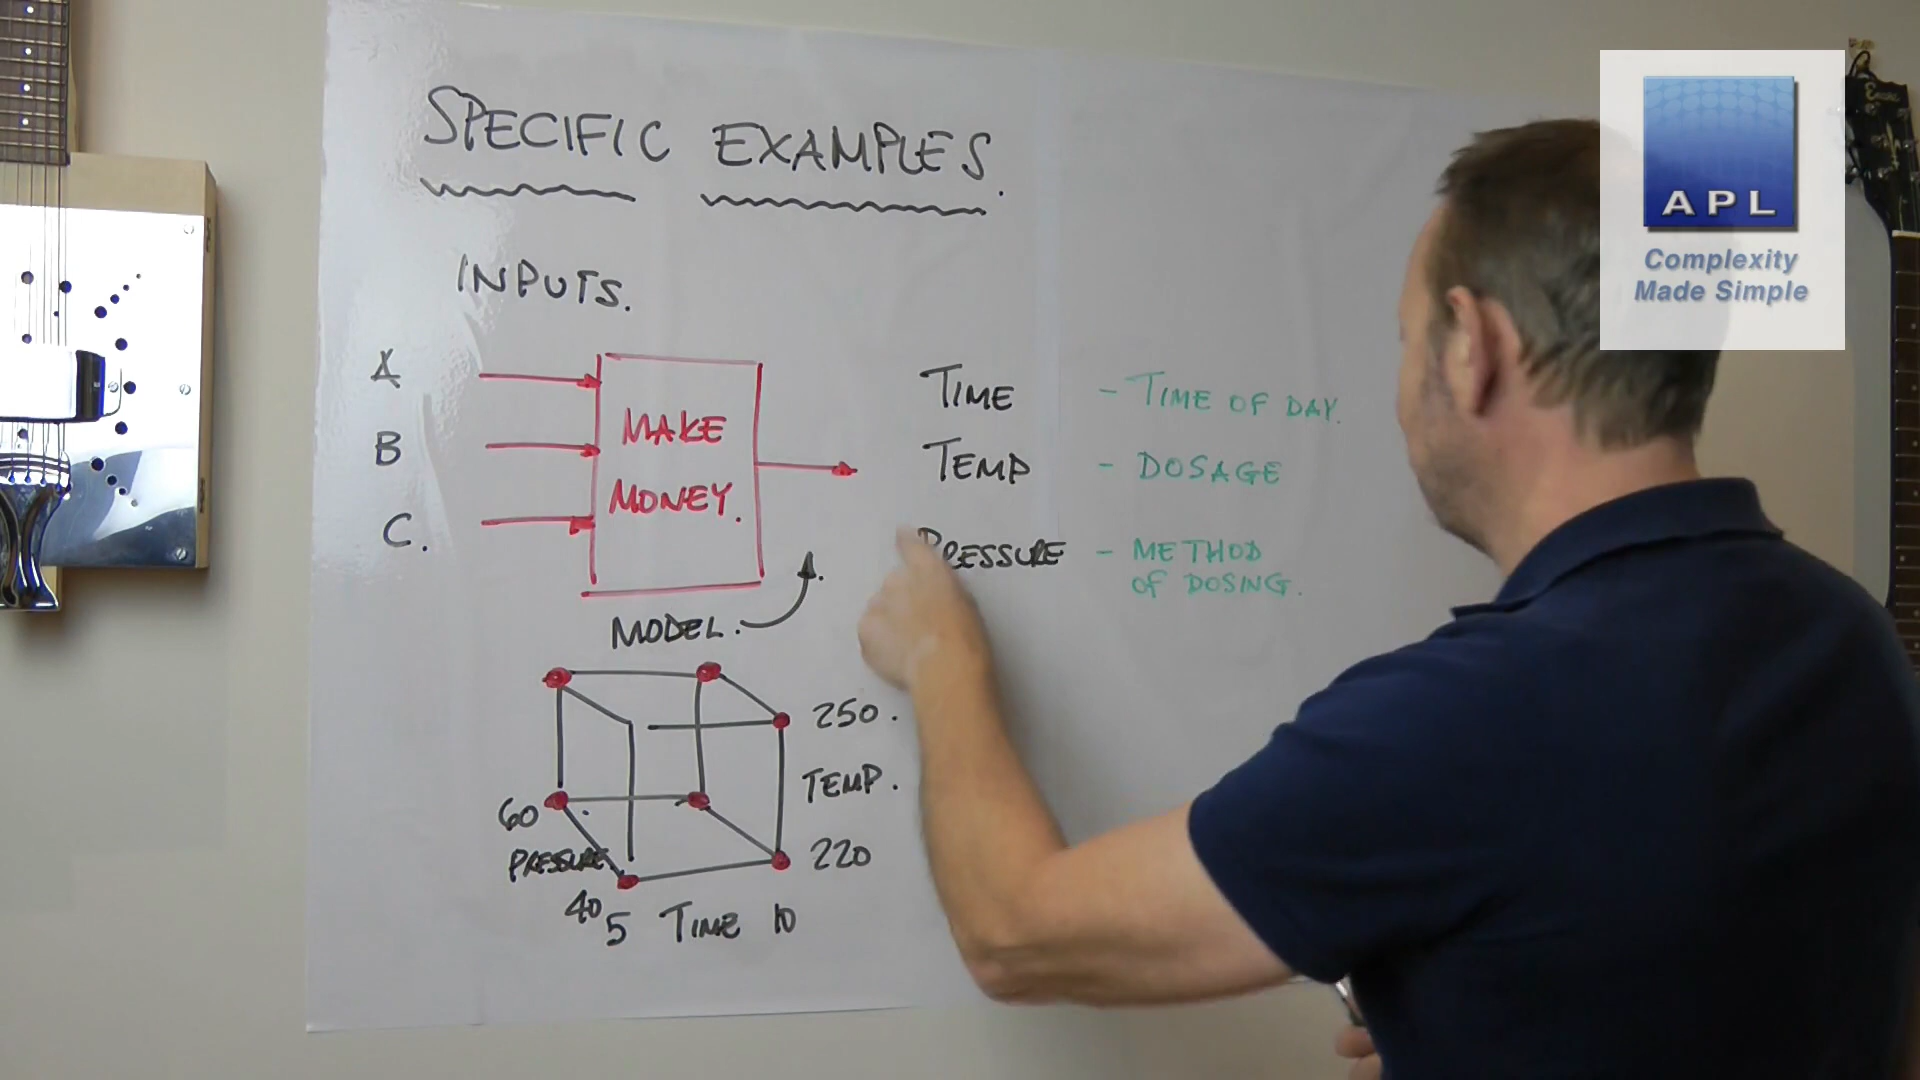 SPECIFIC EXAMPLES.
INPUTS.
A
B
C.
MAKE
MONEY.
MODEL.
1.
TIME - TIME OF DAY.
TEMP - DOSAGE
PRESSURE - METHOD
OF DOSING.
250.
TEMP.
220
60
PRESSURE.
40
5 TIME 10
APL
Complexity
Made Simple